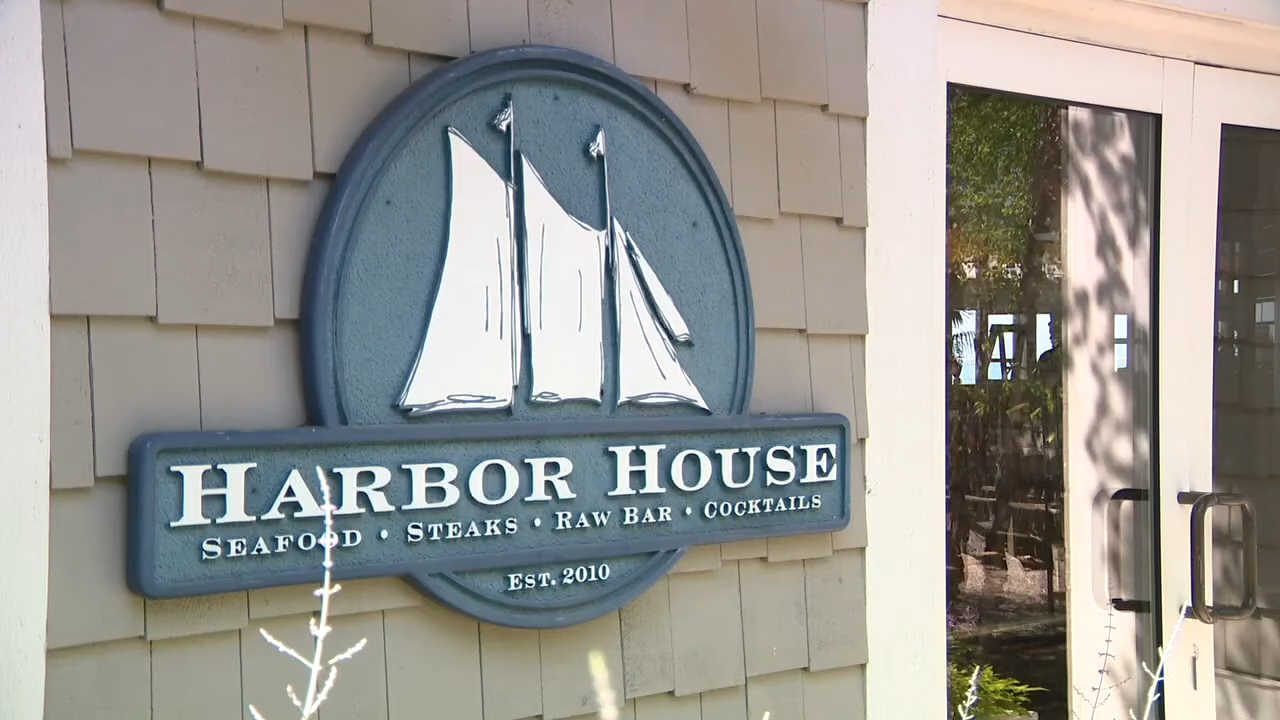 HARBOR HOUSE
SEAFOOD • STEAKS • RAW BAR • COCKTAILS
EST. 2010